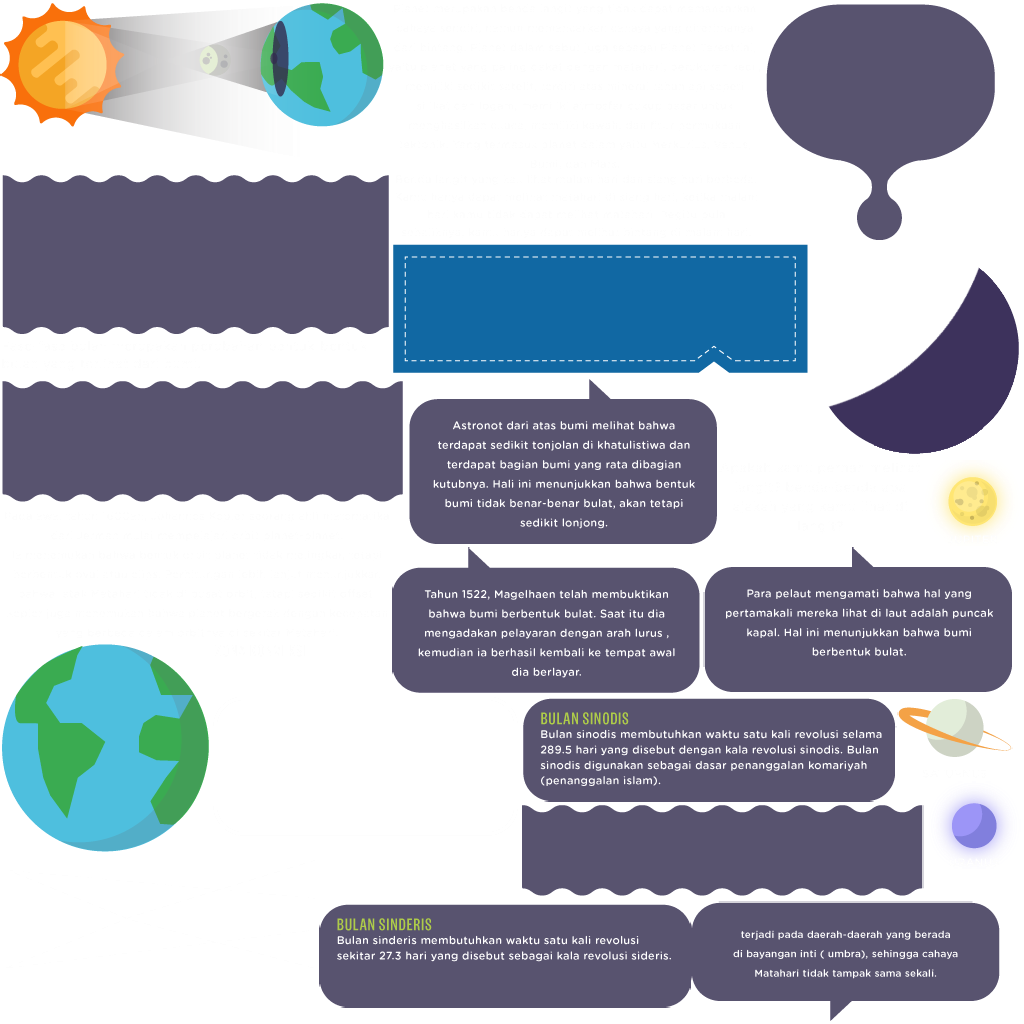 Astronot dari atas bumi melihat bahwa
terdapat sedikit tonjolan di khatulistiwa dan
terdapat bagian bumi yang rata dibagian
kutubnya. Hali ini menunjukkan bahwa bentuk
bumi tidak benar-benar bulat, akan tetapi
sedikit lonjong.
Tahun 1522, Magelhaen telah membuktikan
bahwa bumi berbentuk bulat. Saat itu dia
mengadakan pelayaran dengan arah lurus ,
kemudian ia berhasil kembali ke tempat awal
dia berlayar.
Para pelaut mengamati bahwa hal yang
pertamakali mereka lihat di laut adalah puncak
kapal. Hal ini menunjukkan bahwa bumi
berbentuk bulat.
BULAN SINODIS
Bulan sinodis membutuhkan waktu satu kali revolusi selama
289.5 hari yang disebut dengan kala revolusi sinodis. Bulan
sinodis digunakan sebagai dasar penanggalan komariyah
(penanggalan islam).
BULAN SINDERIS
Bulan sinderis membutuhkan waktu satu kali revolusi
sekitar 27.3 hari yang disebut sebagai kala revolusi sideris.
terjadi pada daerah-daerah yang berada
di bayangan inti ( umbra), sehingga cahaya
Matahari tidak tampak sama sekali.